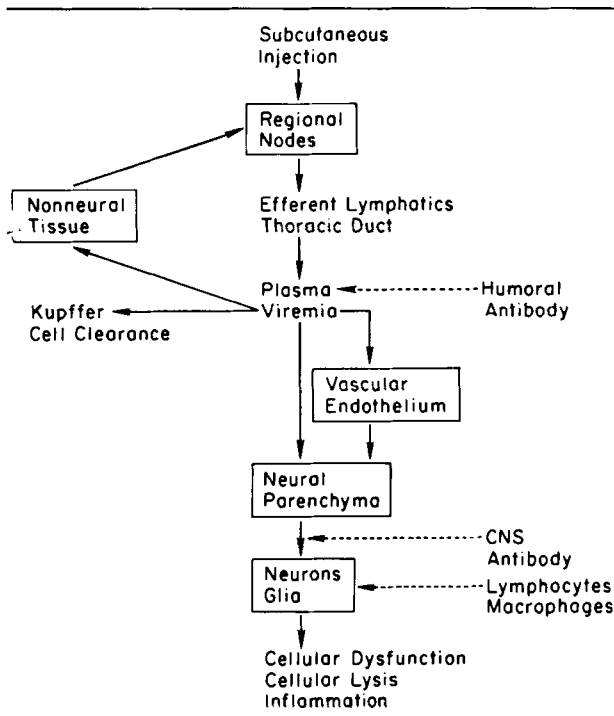 Subcutaneous
Injection
Regional
Nodes
Nonneural
Tissue
Efferent Lymphatics
Thoracic Duct
Plasma
Viremia
Humoral
Antibody
Kupffer
Cell Clearance
Vascular
Endothelium
Neural
Parenchyma
CNS
Antibody
Neurons
Glia
Lymphocytes
Macrophages
Cellular Dysfunction
Cellular Lysis
Inflammation